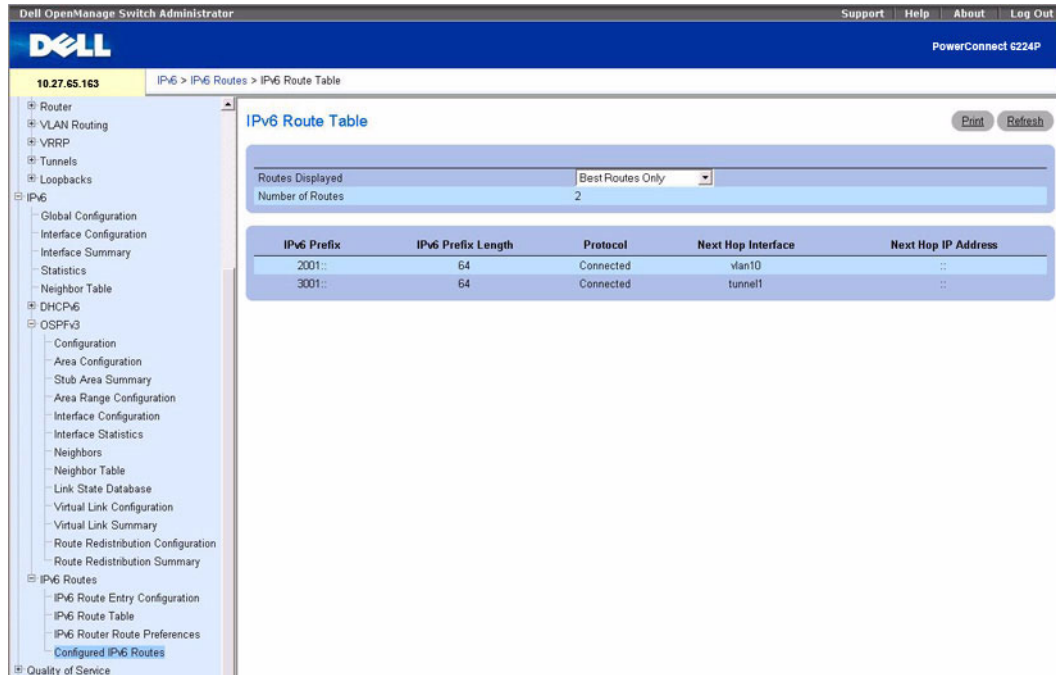 Dell OpenManage Switch Administrator
Support Help About Log Out
DELL
PowerConnect 6224P
10.27.65.163
IPv6 > IPv6 Routes > IPv6 Route Table
Router
VLAN Routing
VRRP
Tunnels
Loopbacks
IPv6
Global Configuration
Interface Configuration
Interface Summary
Statistics
Neighbor Table
DHCPv6
OSPFv3
Configuration
Area Configuration
Stub Area Summary
Area Range Configuration
Interface Configuration
Interface Statistics
Neighbors
Neighbor Table
Link State Database
Virtual Link Configuration
Virtual Link Summary
Route Redistribution Configuration
Route Redistribution Summary
IPv6 Routes
IPv6 Route Entry Configuration
IPv6 Route Table
IPv6 Router Route Preferences
Configured IPv6 Routes
Quality of Service
IPv6 Route Table
Print Refresh
Routes Displayed Best Routes Only
Number of Routes 2
IPv6 Prefix IPv6 Prefix Length Protocol Next Hop Interface Next Hop IP Address
2001:: 64 Connected vlan10 ::
3001:: 64 Connected tunnel1 ::